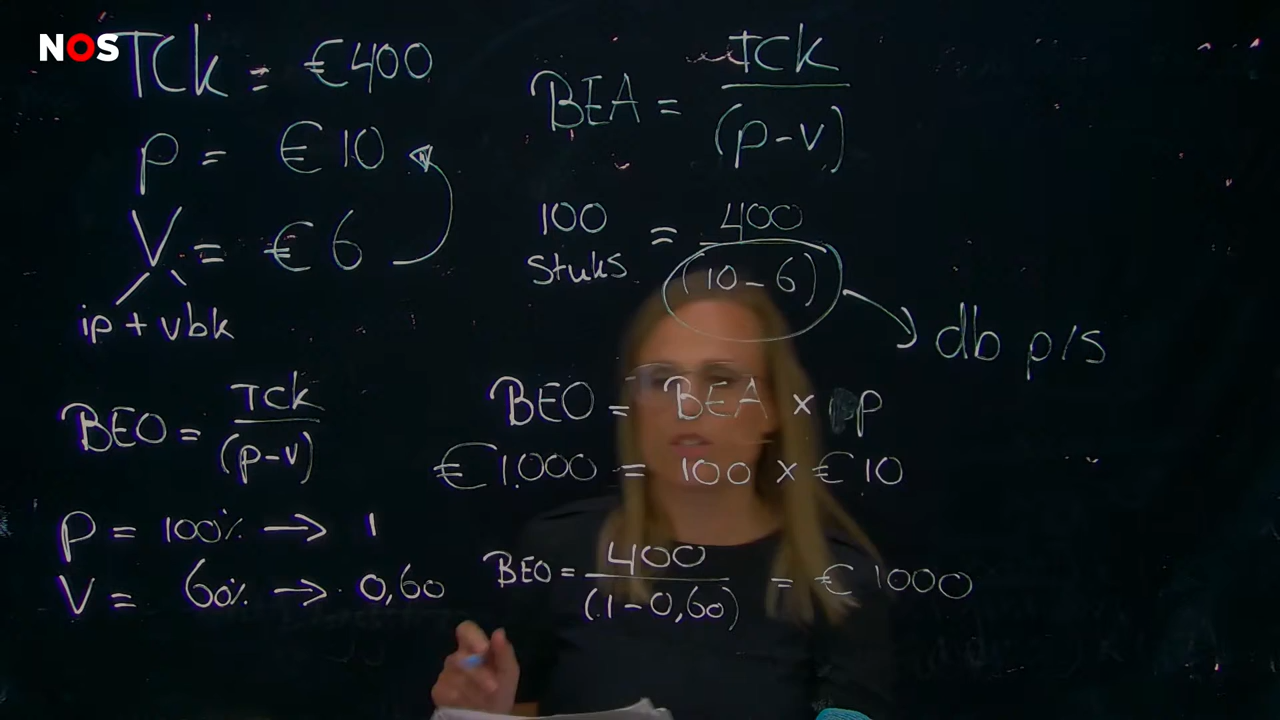 NOS
TCK = €400
p = €10
V = €6
ip + vbk
BEA = TCK / (p-v)
100 stuks = 400 / (10-6)
db p/s
BEO = TCK / (p-v)
p = 100% → 1
V = 60% → 0,60
BEO = BEA x p
€1.000 = 100 x €10
BEO = 400 / (1-0,60) = €1000